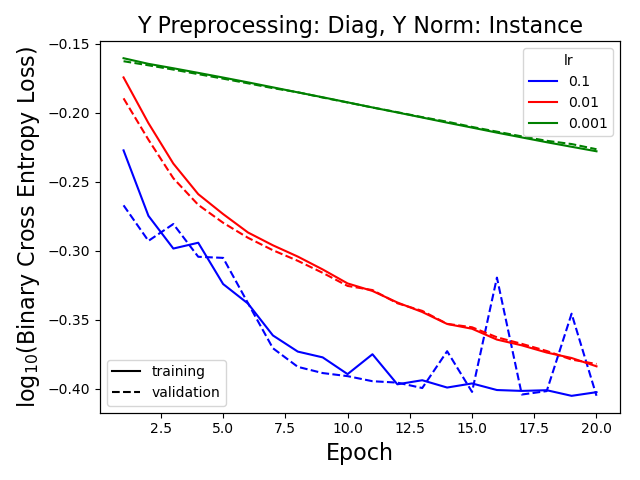 Y Preprocessing: Diag, Y Norm: Instance
log₁₀(Binary Cross Entropy Loss)
−0.15
−0.20
−0.25
−0.30
−0.35
−0.40
lr
0.1
0.01
0.001
training
validation
2.5 5.0 7.5 10.0 12.5 15.0 17.5 20.0
Epoch